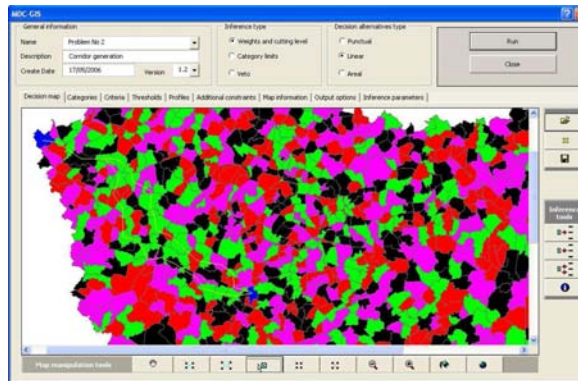 MDC-GIS
General information
Name Problem No 2
Description Corridor generation
Create Date 17/05/2006 Version 1.2
Inference type
Weights and cutting level
Category limits
Veto
Decision alternatives type
Punctual
Linear
Areal
Run
Close
Decision map Categories Criteria Thresholds Profiles Additional constraints Map information Output options Inference parameters
Inference
tools
Map manipulation tools